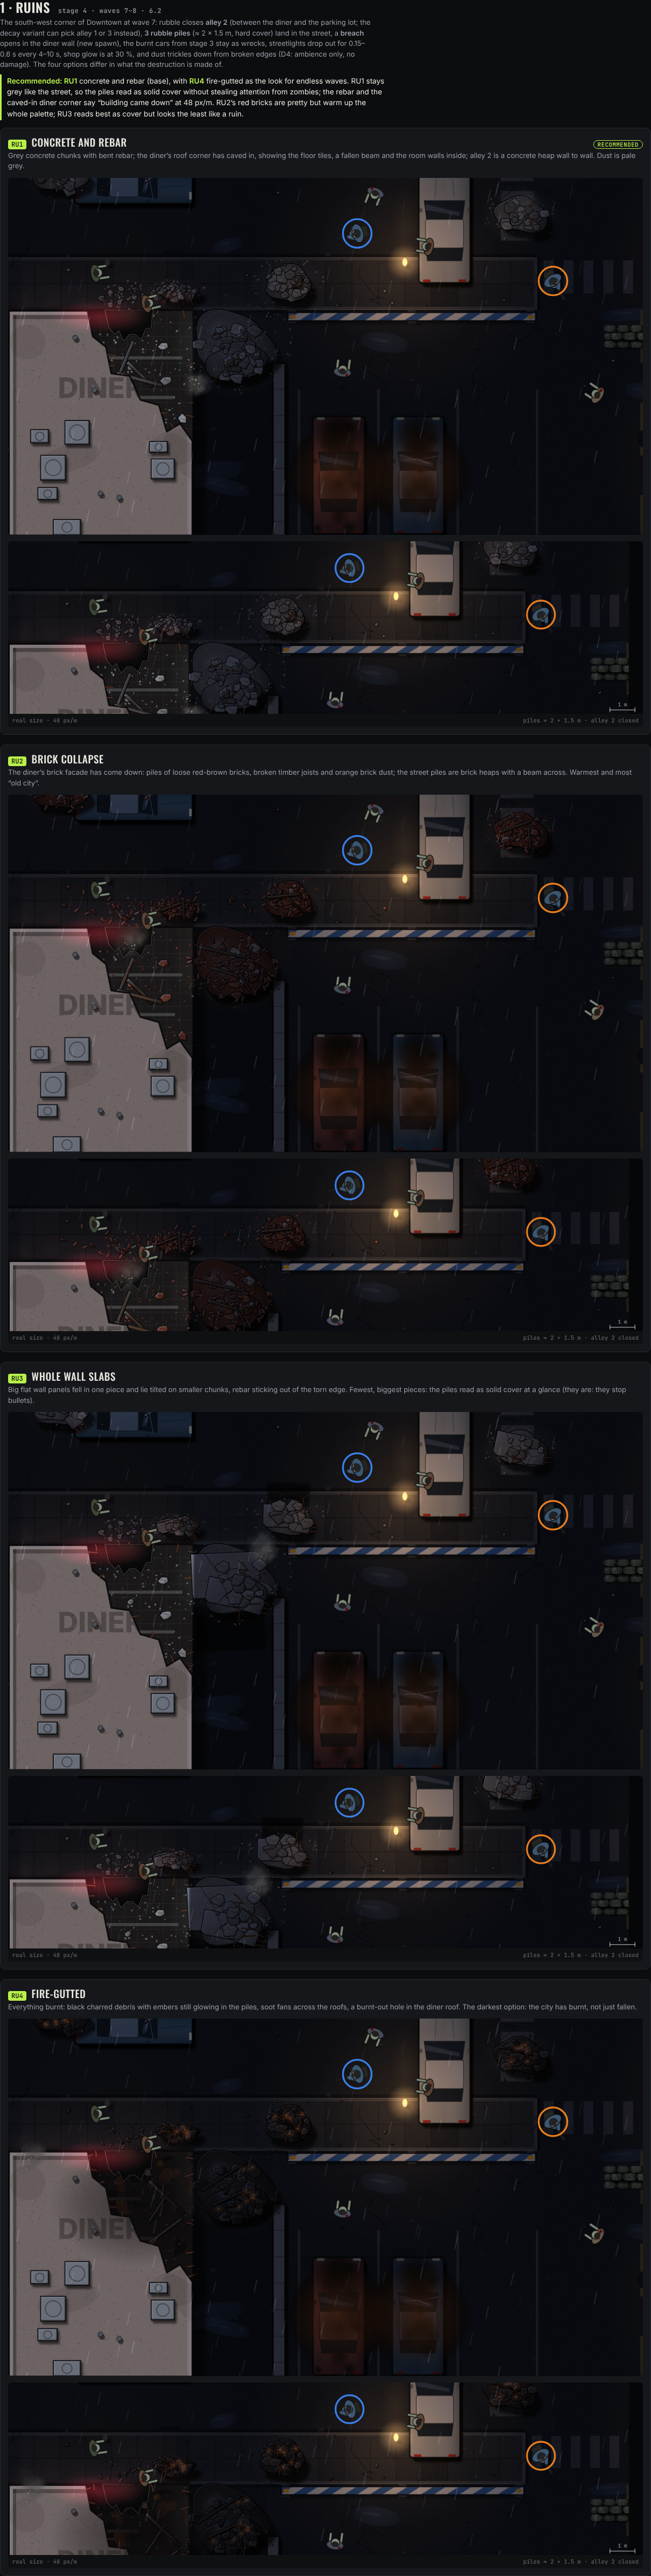 1 · RUINS stage 4 · waves 7–8 · 6.2
The south-west corner of Downtown at wave 7: rubble closes alley 2 (between the diner and the parking lot; the
decay variant can pick alley 1 or 3 instead), 3 rubble piles (≈ 2 × 1.5 m, hard cover) land in the street, a breach
opens in the diner wall (new spawn), the burnt cars from stage 3 stay as wrecks, streetlights drop out for 0.15–
0.6 s every 4–10 s, shop glow is at 30 %, and dust trickles down from broken edges (D4: ambience only, no
damage). The four options differ in what the destruction is made of.
Recommended: RU1 concrete and rebar (base), with RU4 fire-gutted as the look for endless waves. RU1 stays
grey like the street, so the piles read as solid cover without stealing attention from zombies; the rebar and the
caved-in diner corner say “building came down” at 48 px/m. RU2’s red bricks are pretty but warm up the
whole palette; RU3 reads best as cover but looks the least like a ruin.
RU1 CONCRETE AND REBAR RECOMMENDED
Grey concrete chunks with bent rebar; the diner’s roof corner has caved in, showing the floor tiles, a fallen beam and the room walls inside; alley 2 is a concrete heap wall to wall. Dust is pale
grey.
DINER
1 m
real size · 48 px/m piles ≈ 2 × 1.5 m · alley 2 closed
RU2 BRICK COLLAPSE
The diner’s brick facade has come down: piles of loose red-brown bricks, broken timber joists and orange brick dust; the street piles are brick heaps with a beam across. Warmest and most
“old city”.
DINER
1 m
real size · 48 px/m piles ≈ 2 × 1.5 m · alley 2 closed
RU3 WHOLE WALL SLABS
Big flat wall panels fell in one piece and lie tilted on smaller chunks, rebar sticking out of the torn edge. Fewest, biggest pieces: the piles read as solid cover at a glance (they are: they stop
bullets).
DINER
1 m
real size · 48 px/m piles ≈ 2 × 1.5 m · alley 2 closed
RU4 FIRE-GUTTED
Everything burnt: black charred debris with embers still glowing in the piles, soot fans across the roofs, a burnt-out hole in the diner roof. The darkest option: the city has burnt, not just fallen.
DINER
1 m
real size · 48 px/m piles ≈ 2 × 1.5 m · alley 2 closed